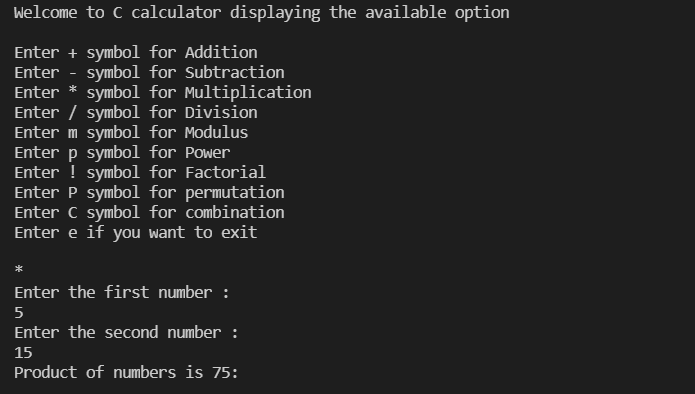 Welcome to C calculator displaying the available option
Enter + symbol for Addition
Enter - symbol for Subtraction
Enter * symbol for Multiplication
Enter / symbol for Division
Enter m symbol for Modulus
Enter p symbol for Power
Enter ! symbol for Factorial
Enter P symbol for permutation
Enter C symbol for combination
Enter e if you want to exit
*
Enter the first number :
5
Enter the second number :
15
Product of numbers is 75: